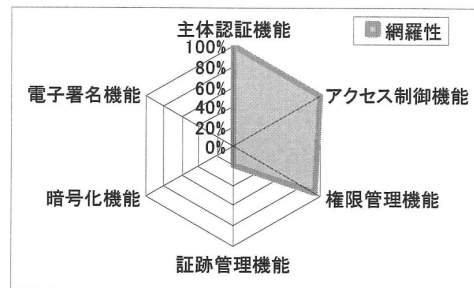 主体認証機能
網羅性
100%
80%
60%
40%
20%
0%
電子署名機能
アクセス制御機能
暗号化機能
権限管理機能
証跡管理機能